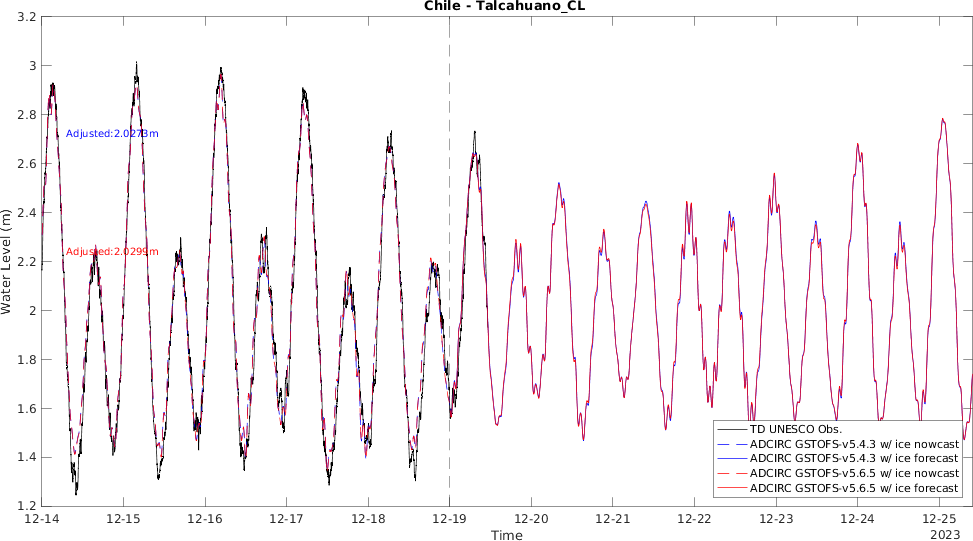 Chile - Talcahuano_CL
3.2
3
2.8
2.6
2.4
2.2
2
1.8
1.6
1.4
1.2
Water Level (m)
Adjusted:2.0273m
Adjusted:2.0299m
TD UNESCO Obs.
ADCIRC GSTOFS-v5.4.3 w/ ice nowcast
ADCIRC GSTOFS-v5.4.3 w/ ice forecast
ADCIRC GSTOFS-v5.6.5 w/ ice nowcast
ADCIRC GSTOFS-v5.6.5 w/ ice forecast
12-14 12-15 12-16 12-17 12-18 12-19 12-20 12-21 12-22 12-23 12-24 12-25
Time
2023